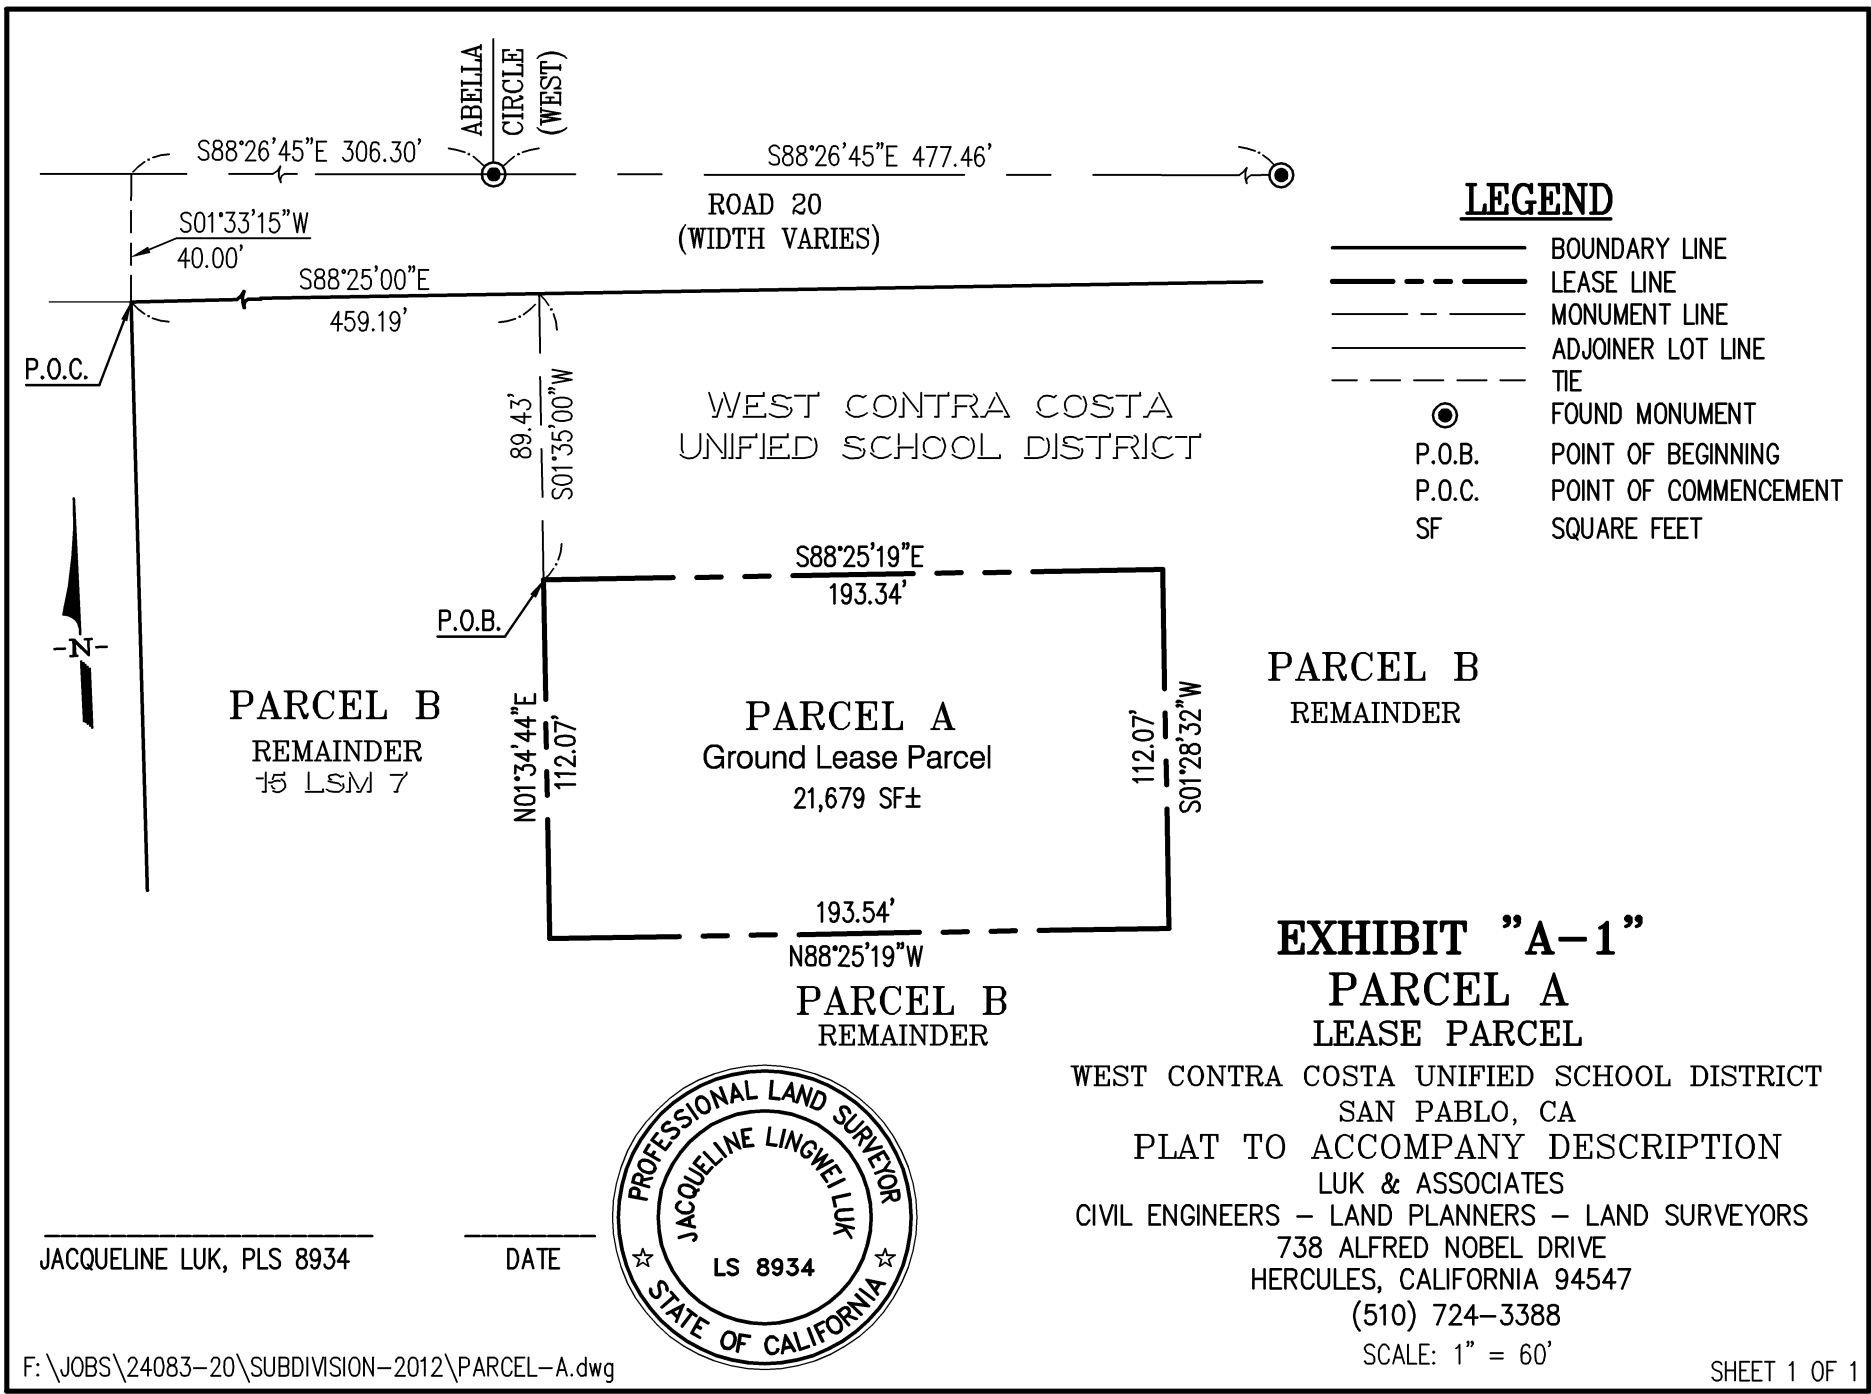 ABELLA
CIRCLE
(WEST)
S88°26'45"E 306.30'
S88°26'45"E 477.46'
ROAD 20
(WIDTH VARIES)
S01°33'15"W
40.00'
S88°25'00"E
459.19'
P.O.C.
89.43'
S01°35'00"W
WEST CONTRA COSTA
UNIFIED SCHOOL DISTRICT
LEGEND
BOUNDARY LINE
LEASE LINE
MONUMENT LINE
ADJOINER LOT LINE
TIE
FOUND MONUMENT
P.O.B. POINT OF BEGINNING
P.O.C. POINT OF COMMENCEMENT
SF SQUARE FEET
-N-
P.O.B.
S88°25'19"E
193.34'
PARCEL B
REMAINDER
15 LSM 7
N01°34'44"E
112.07'
PARCEL A
Ground Lease Parcel
21,679 SF±
112.07'
S01°28'32"W
PARCEL B
REMAINDER
193.54'
N88°25'19"W
PARCEL B
REMAINDER
EXHIBIT "A-1"
PARCEL A
LEASE PARCEL
WEST CONTRA COSTA UNIFIED SCHOOL DISTRICT
SAN PABLO, CA
PLAT TO ACCOMPANY DESCRIPTION
LUK & ASSOCIATES
CIVIL ENGINEERS – LAND PLANNERS – LAND SURVEYORS
738 ALFRED NOBEL DRIVE
HERCULES, CALIFORNIA 94547
(510) 724-3388
SCALE: 1" = 60'
PROFESSIONAL LAND SURVEYOR
JACQUELINE LINGWEI LUK
LS 8934
STATE OF CALIFORNIA
JACQUELINE LUK, PLS 8934
DATE
F:\JOBS\24083-20\SUBDIVISION-2012\PARCEL-A.dwg
SHEET 1 OF 1